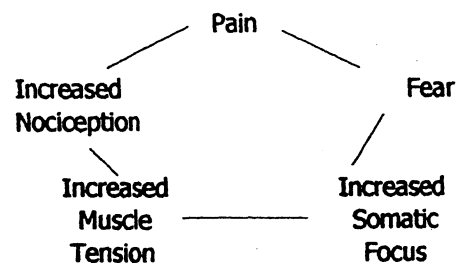 Pain
Increased
Nociception
Fear
Increased
Muscle
Tension
Increased
Somatic
Focus